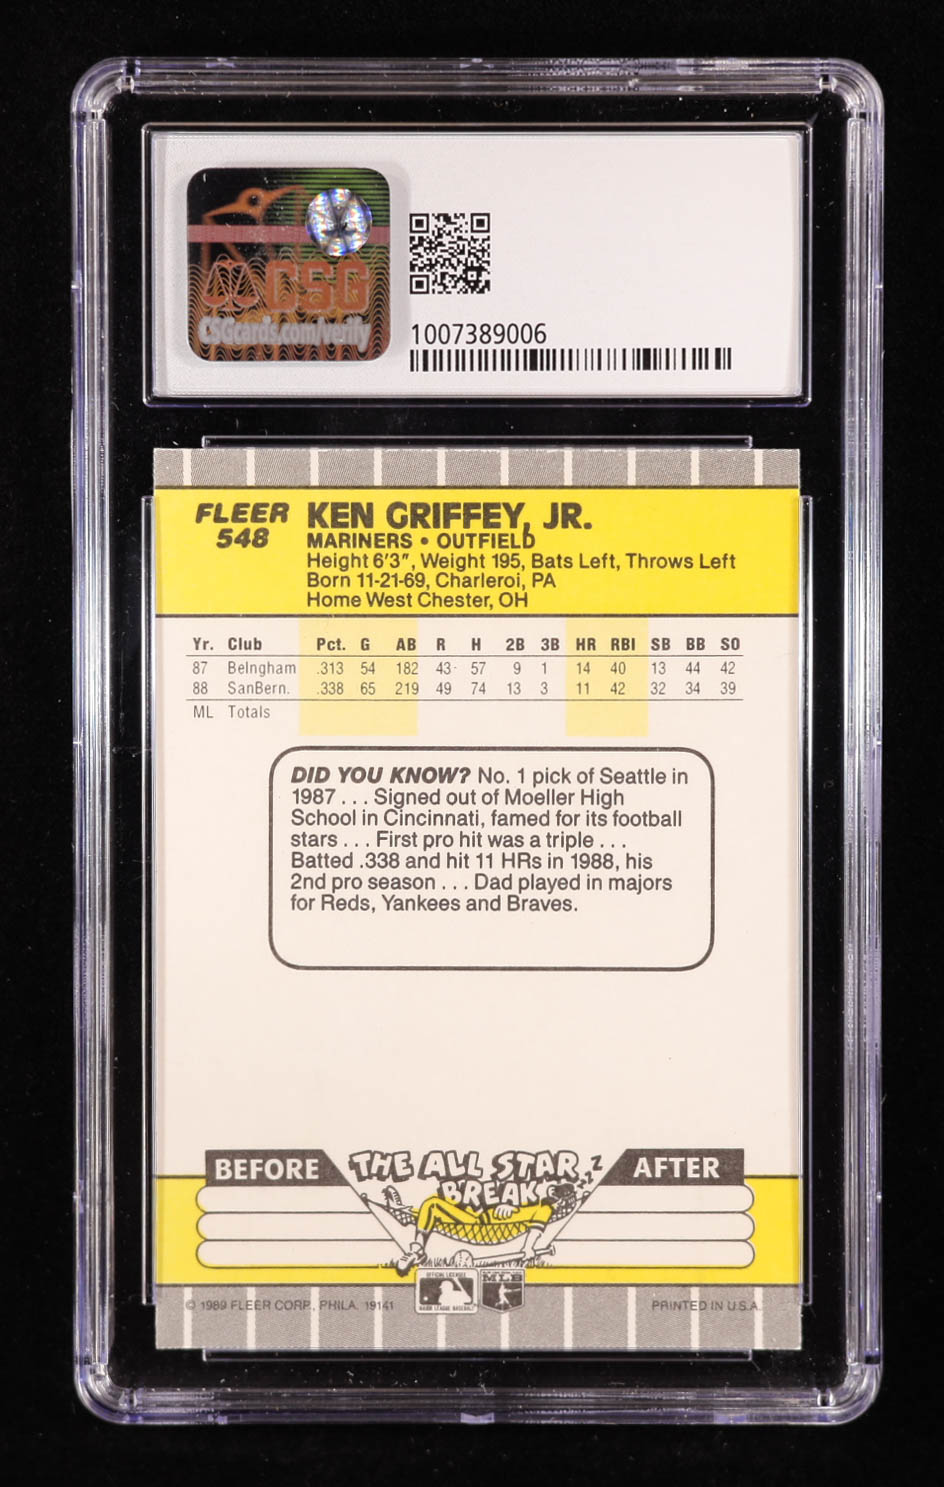 CSG
CSGcards.com/verify
1007389006
FLEER
548
KEN GRIFFEY, JR.
MARINERS • OUTFIELD
Height 6'3", Weight 195, Bats Left, Throws Left
Born 11-21-69, Charleroi, PA
Home West Chester, OH
Yr. Club Pct. G AB R H 2B 3B HR RBI SB BB SO
87 Belngham .313 54 182 43 57 9 1 14 40 13 44 42
88 SanBern. .338 65 219 49 74 13 3 11 42 32 34 39
ML Totals
DID YOU KNOW? No. 1 pick of Seattle in
1987 . . . Signed out of Moeller High
School in Cincinnati, famed for its football
stars . . . First pro hit was a triple . . .
Batted .338 and hit 11 HRs in 1988, his
2nd pro season . . . Dad played in majors
for Reds, Yankees and Braves.
BEFORE THE ALL STAR BREAK AFTER
Z Z Z
OFFICIAL LICENSEE
MAJOR LEAGUE BASEBALL
MLB
© 1989 FLEER CORP., PHILA. 19141 PRINTED IN U.S.A.